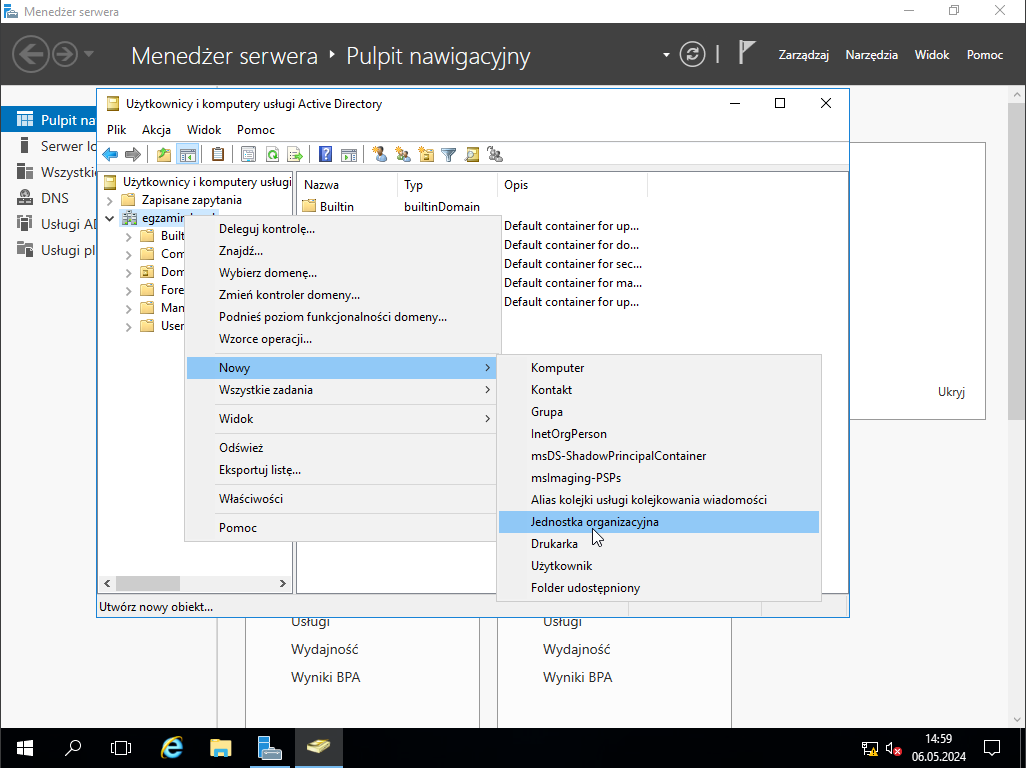 Menedżer serwera
Menedżer serwera
Pulpit nawigacyjny
Zarządzaj
Narzędzia
Widok
Pomoc
Pulpit na
Serwer lo
Wszystkie
DNS
Usługi AD
Usługi pl
Użytkownicy i komputery usługi Active Directory
Plik
Akcja
Widok
Pomoc
Użytkownicy i komputery usługi
Zapisane zapytania
Built
Com
Dom
Fore
Man
User
Nazwa
Typ
Opis
Builtin
builtinDomain
Default container for up...
Default container for do...
Default container for sec...
Default container for ma...
Default container for up...
Deleguj kontrolę...
Znajdź...
Wybierz domenę...
Zmień kontroler domeny...
Podnieś poziom funkcjonalności domeny...
Wzorce operacji...
Nowy
Wszystkie zadania
Widok
Odśwież
Eksportuj listę...
Właściwości
Pomoc
Komputer
Kontakt
Grupa
InetOrgPerson
msDS-ShadowPrincipalContainer
msImaging-PSPs
Alias kolejki usługi kolejkowania wiadomości
Jednostka organizacyjna
Drukarka
Użytkownik
Folder udostępniony
Ukryj
Utwórz nowy obiekt...
Usługi
Wydajność
Wyniki BPA
Usługi
Wydajność
Wyniki BPA
14:59
06.05.2024